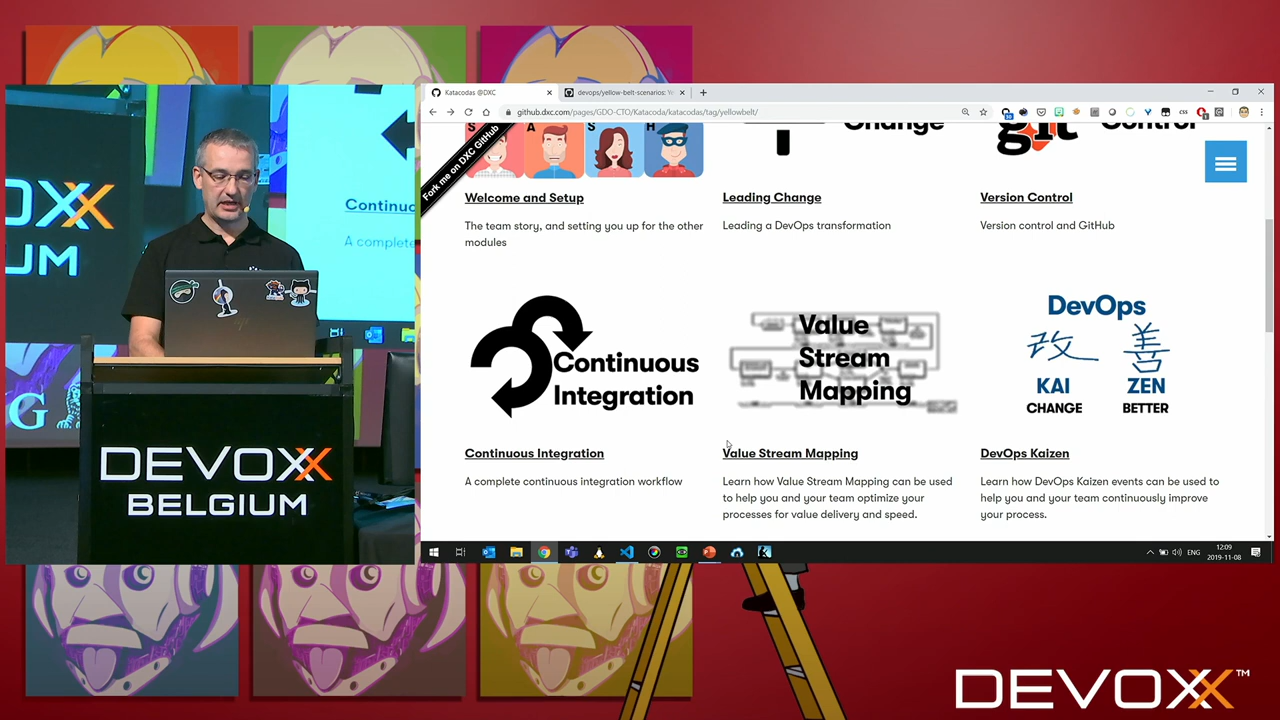 Katacodas @DXC
devops/yellow-belt-scenarios: Ye
github.dxc.com/pages/GDO-CTO/Katacoda/katacodas/tag/yellowbelt/
Fork me on DXC GitHub
S A S H
Change
git Control
Welcome and Setup
The team story, and setting you up for the other
modules
Leading Change
Leading a DevOps transformation
Version Control
Version control and GitHub
Continuous
Integration
Value
Stream
Mapping
DevOps
改 善
KAI ZEN
CHANGE BETTER
Continuous Integration
A complete continuous integration workflow
Value Stream Mapping
Learn how Value Stream Mapping can be used
to help you and your team optimize your
processes for value delivery and speed.
DevOps Kaizen
Learn how DevOps Kaizen events can be used to
help you and your team continuously improve
your process.
ENG
12:09
2019-11-08
OXX
UM
Continuo
A complete
G
DEVOXX
BELGIUM
DEVOXX™